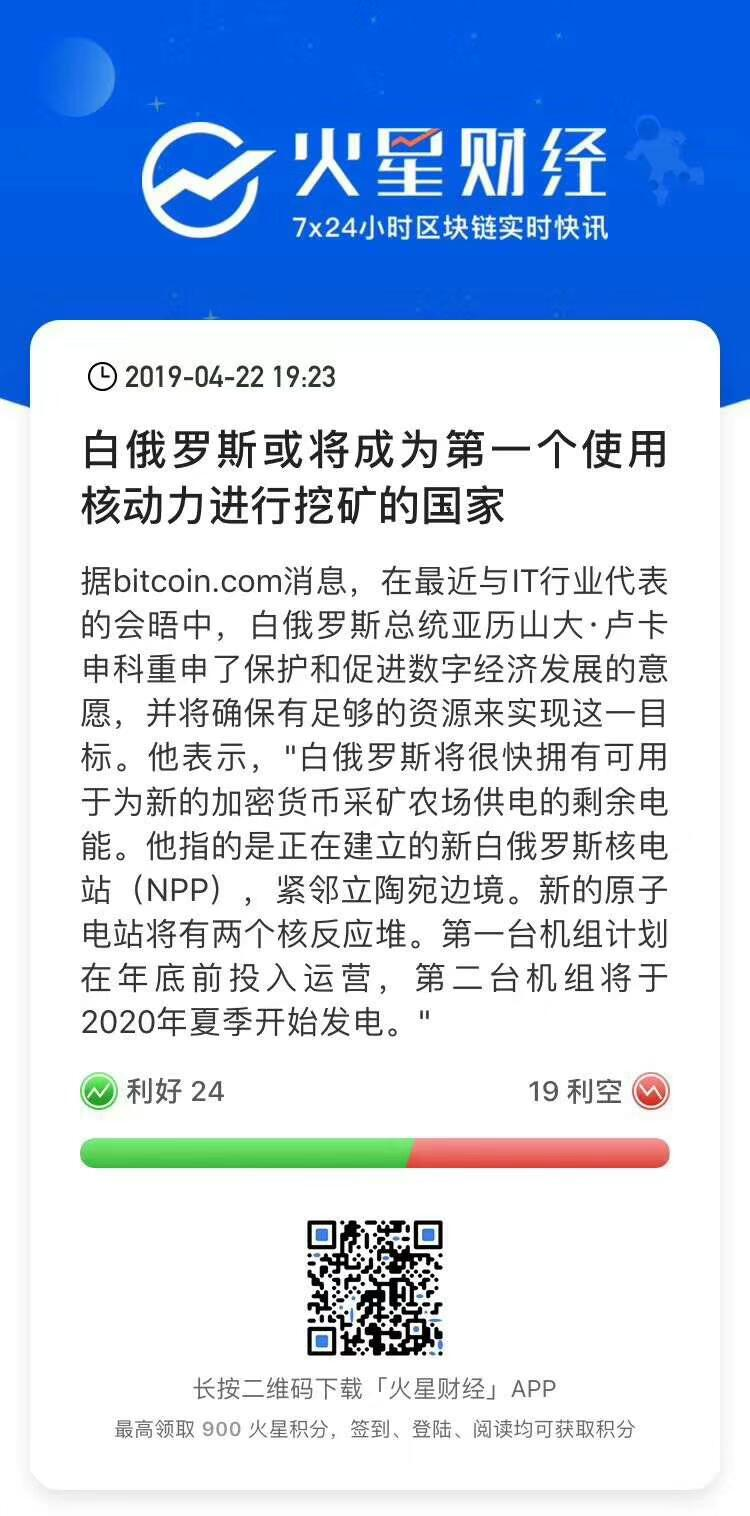 火星财经
7x24小时区块链实时快讯
2019-04-22 19:23
白俄罗斯或将成为第一个使用
核动力进行挖矿的国家
据bitcoin.com消息，在最近与IT行业代表
的会晤中，白俄罗斯总统亚历山大·卢卡
申科重申了保护和促进数字经济发展的意
愿，并将确保有足够的资源来实现这一目
标。他表示，"白俄罗斯将很快拥有可用
于为新的加密货币采矿农场供电的剩余电
能。他指的是正在建立的新白俄罗斯核电
站（NPP），紧邻立陶宛边境。新的原子
电站将有两个核反应堆。第一台机组计划
在年底前投入运营，第二台机组将于
2020年夏季开始发电。"
利好 24
19 利空
长按二维码下载「火星财经」APP
最高领取 900 火星积分，签到、登陆、阅读均可获取积分